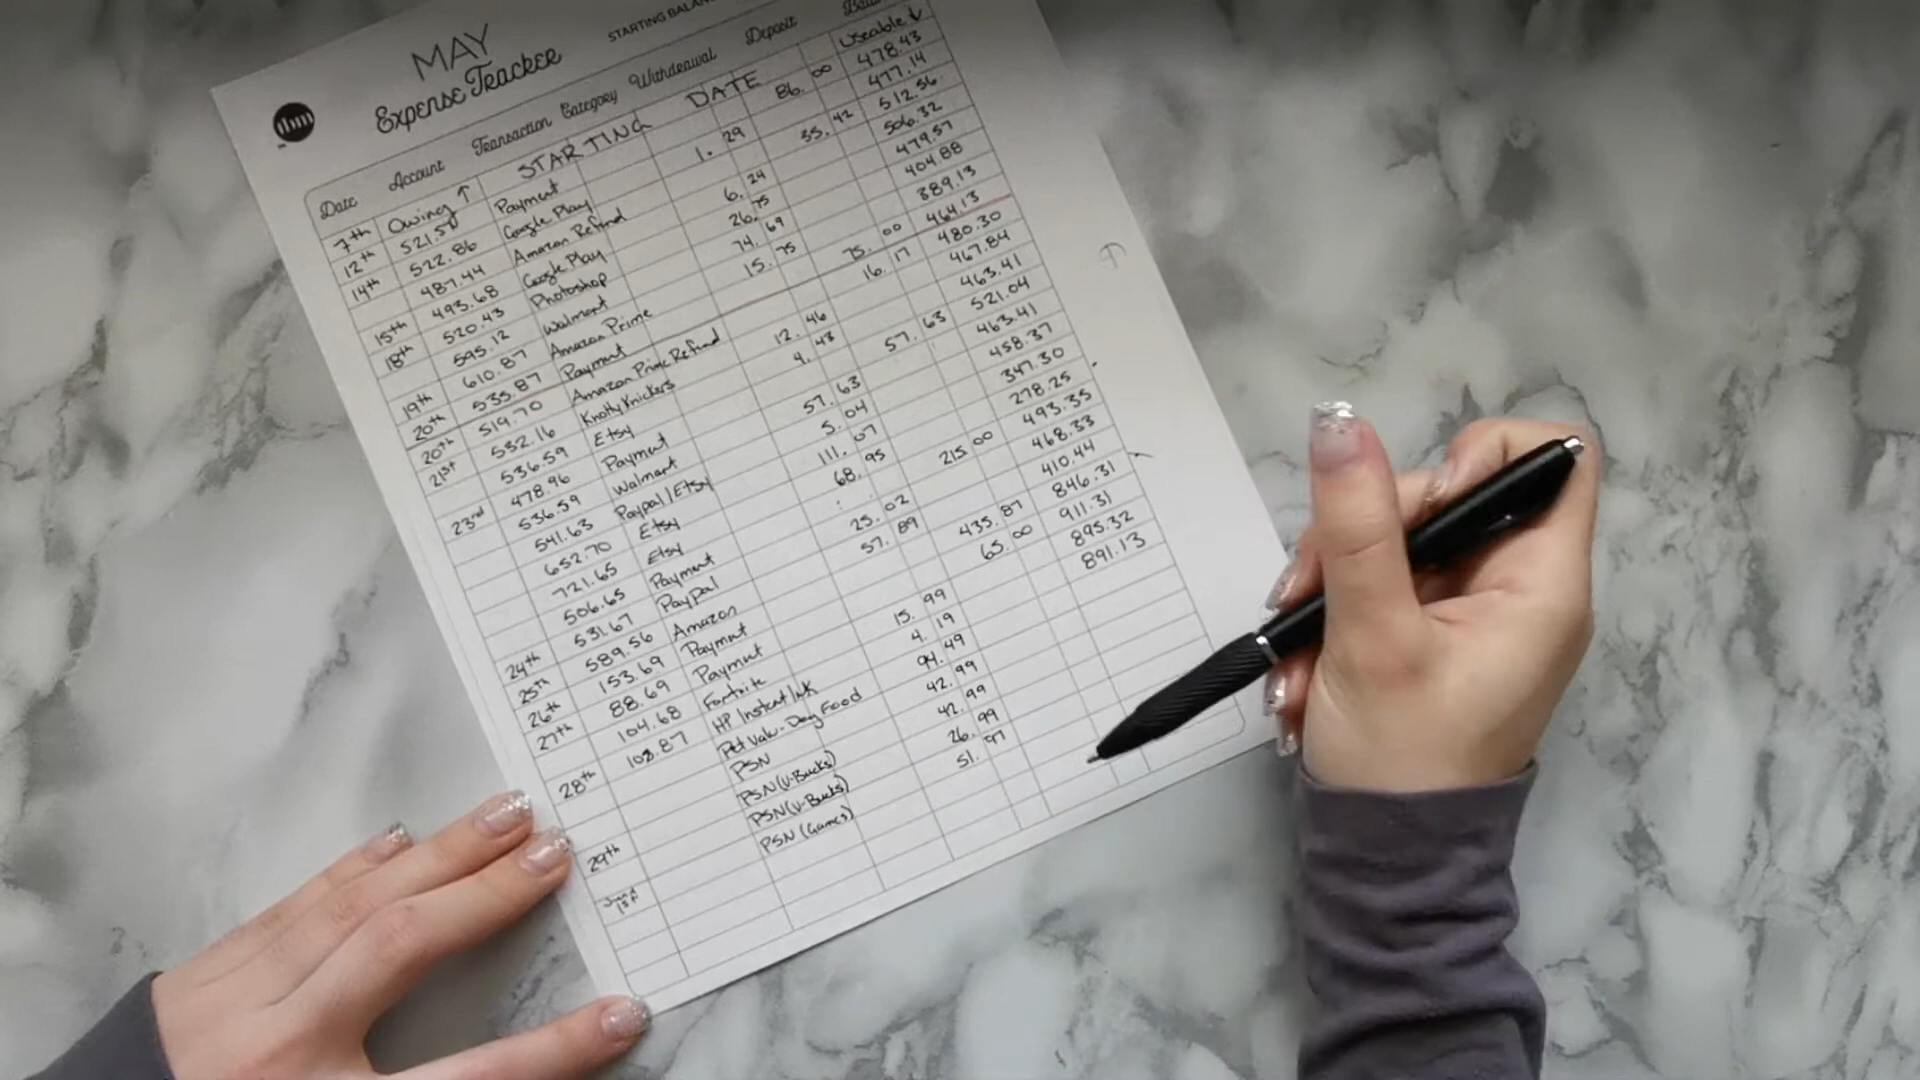 MAY
Expense Tracker
STARTING
Date Account Transaction Category Withdrawal Deposit
7th Owing ↑ STARTING DATE Useable ↓
12th 521.57 Payment 86.00 478.43
14th 522.86 Google Play 1.29 477.14
487.44 Amazon Refund 35.42 512.56
15th 493.68 Google Play 6.24 506.32
18th 520.43 Photoshop 26.75 479.57
595.12 Walmart 74.69 404.88
19th 610.87 Amazon Prime 15.75 389.13
20th 535.87 Payment 75.00 464.13
20th 519.70 Amazon Prime Refund 16.17 480.30
21st 532.16 Knotty Knickers 12.46 467.84
536.59 Etsy 4.43 463.41
23rd 478.96 Payment 57.63 521.04
536.59 Walmart 57.63 463.41
541.63 Paypal/Etsy 5.04 458.37
652.70 Etsy 111.07 347.30
721.65 Etsy 68.95 278.25
506.65 Payment 215.00 493.35
24th 531.67 PayPal 25.02 468.33
25th 589.56 Amazon 57.89 410.44
26th 153.69 Payment 435.87 846.31
27th 88.69 Payment 65.00 911.31
104.68 Fortnite 15.99 895.32
28th 108.87 HP Instant Ink 4.19 891.13
Pet Valu - Dog Food 94.49
PSN 42.99
29th PSN (V-Bucks) 42.99
PSN (V-Bucks) 26.99
June 1st PSN (Games) 51.97